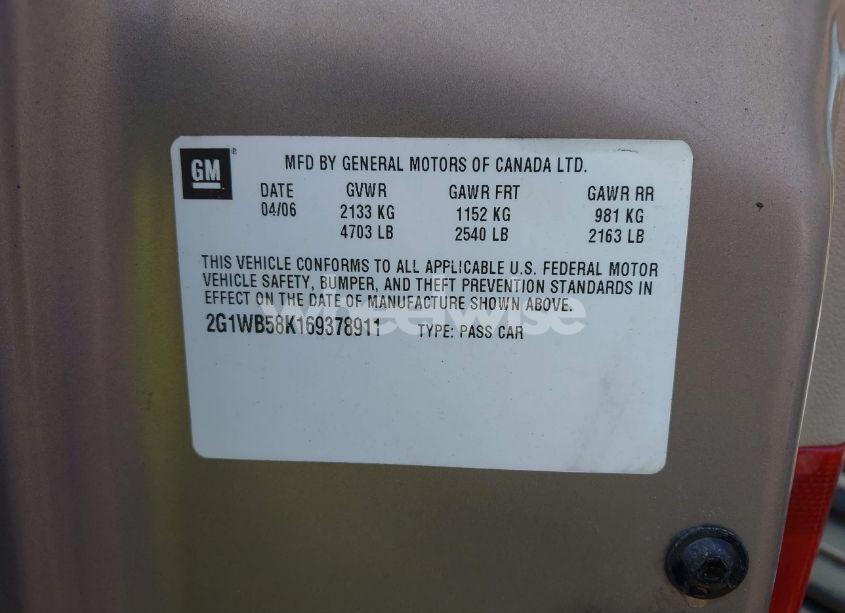 GM
MFD BY GENERAL MOTORS OF CANADA LTD.
DATE GVWR GAWR FRT GAWR RR
04/06 2133 KG 1152 KG 981 KG
4703 LB 2540 LB 2163 LB
THIS VEHICLE CONFORMS TO ALL APPLICABLE U.S. FEDERAL MOTOR
VEHICLE SAFETY, BUMPER, AND THEFT PREVENTION STANDARDS IN
EFFECT ON THE DATE OF MANUFACTURE SHOWN ABOVE.
wheelwise
2G1WB58K169378911 TYPE: PASS CAR